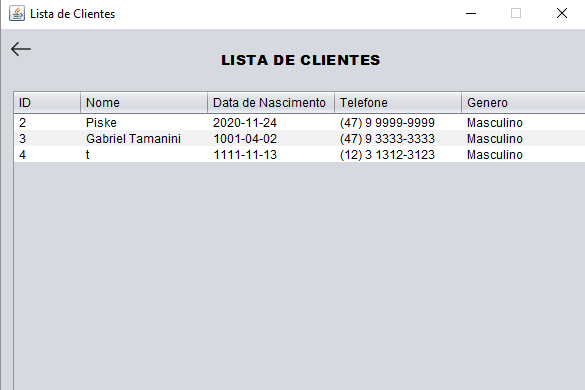 Lista de Clientes
LISTA DE CLIENTES
ID Nome Data de Nascimento Telefone Genero
2 Piske 2020-11-24 (47) 9 9999-9999 Masculino
3 Gabriel Tamanini 1001-04-02 (47) 9 3333-3333 Masculino
4 t 1111-11-13 (12) 3 1312-3123 Masculino